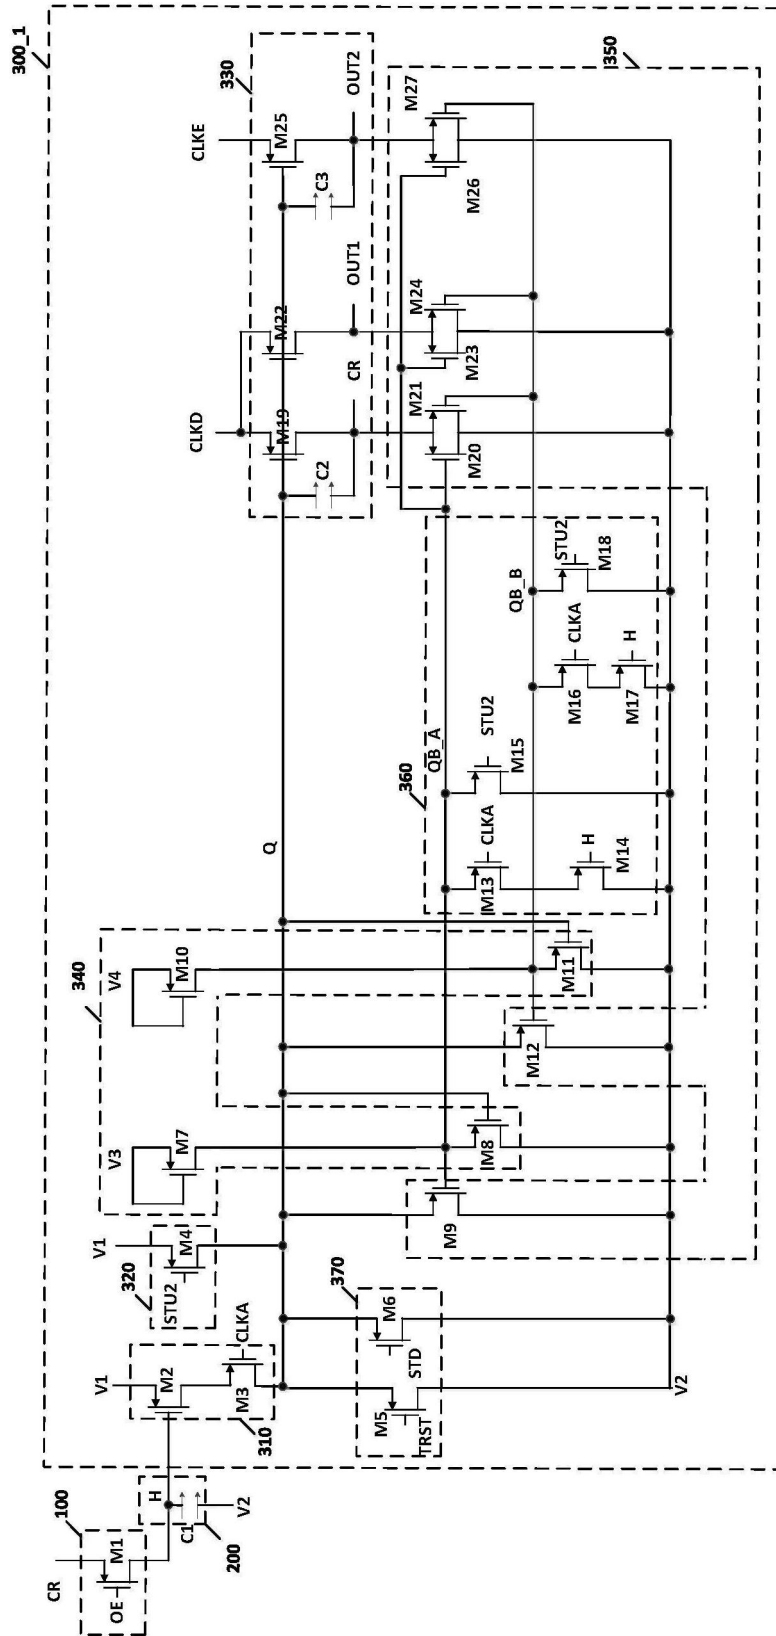 300_1
CLKE
CLKD
330
M25
OUT2
C3
M22
OUT1
M19
CR
C2
350
M27
M26
M24
M23
M21
M20
Q
QB_A
QB_B
360
STU2
M15
CLKA
M13
H
M14
STU2
M18
CLKA
M16
H
M17
340
V4
M10
M11
M12
V3
M7
M8
M9
V1
M4
320
STU2
V1
M2
CLKA
M3
310
370
M6
STD
M5
TRST
V2
H
C1
V2
200
100
CR
M1
OE